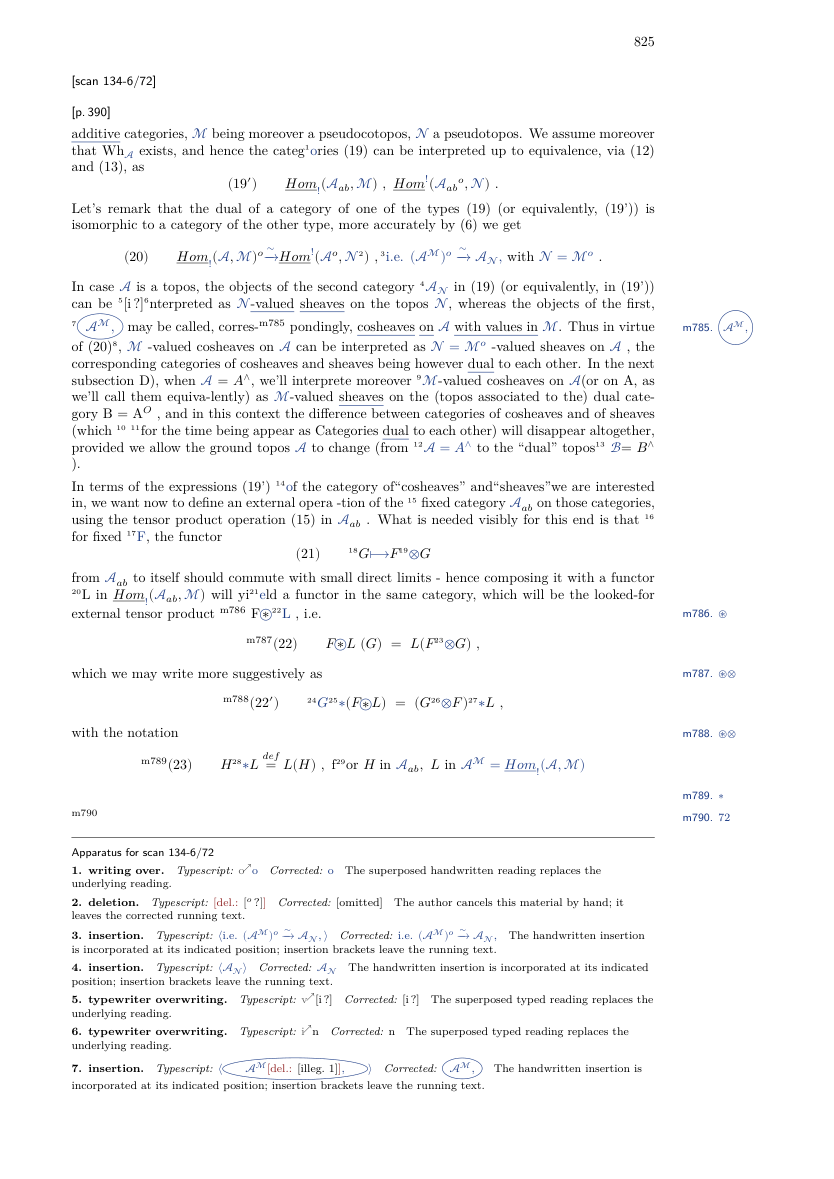 825
[scan 134-6/72]
[p. 390]
additive categories, ℳ being moreover a pseudocotopos, 𝒩 a pseudotopos. We assume moreover
that Wh_𝒜 exists, and hence the categ¹ories (19) can be interpreted up to equivalence, via (12)
and (13), as
(19′) Hom_!(𝒜_ab, ℳ) , Hom^!(𝒜_ab^o, 𝒩) .
Let's remark that the dual of a category of one of the types (19) (or equivalently, (19')) is
isomorphic to a category of the other type, more accurately by (6) we get
(20) Hom_!(𝒜, ℳ)^o →~ Hom^!(𝒜^o, 𝒩²) , ³i.e. (𝒜^ℳ)^o →~ 𝒜_𝒩, with 𝒩 = ℳ^o .
In case 𝒜 is a topos, the objects of the second category ⁴𝒜_𝒩 in (19) (or equivalently, in (19'))
can be ⁵[i ?]⁶nterpreted as 𝒩-valued sheaves on the topos 𝒩, whereas the objects of the first,
⁷𝒜^ℳ, may be called, corres-m785 pondingly, cosheaves on 𝒜 with values in ℳ. Thus in virtue
m785. 𝒜^ℳ,
of (20)⁸, ℳ -valued cosheaves on 𝒜 can be interpreted as 𝒩 = ℳ^o -valued sheaves on 𝒜 , the
corresponding categories of cosheaves and sheaves being however dual to each other. In the next
subsection D), when 𝒜 = A^∧, we'll interprete moreover ⁹ℳ-valued cosheaves on 𝒜(or on A, as
we'll call them equiva-lently) as ℳ-valued sheaves on the (topos associated to the) dual cate-
gory B = A^O , and in this context the difference between categories of cosheaves and of sheaves
(which ¹⁰ ¹¹for the time being appear as Categories dual to each other) will disappear altogether,
provided we allow the ground topos 𝒜 to change (from ¹²𝒜 = A^∧ to the “dual” topos¹³ ℬ= B^∧
).
In terms of the expressions (19') ¹⁴of the category of“cosheaves” and“sheaves”we are interested
in, we want now to define an external opera -tion of the ¹⁵ fixed category 𝒜_ab on those categories,
using the tensor product operation (15) in 𝒜_ab . What is needed visibly for this end is that ¹⁶
for fixed ¹⁷F, the functor
(21) ¹⁸G⟼F¹⁹⊗G
from 𝒜_ab to itself should commute with small direct limits - hence composing it with a functor
²⁰L in Hom_!(𝒜_ab, ℳ) will yi²¹eld a functor in the same category, which will be the looked-for
external tensor product m786 F⊛²²L , i.e.
m786. ⊛
m787(22) F⊛L (G) = L(F²³⊗G) ,
which we may write more suggestively as
m787. ⊛⊗
m788(22′) ²⁴G²⁵∗(F⊛L) = (G²⁶⊗F)²⁷∗L ,
with the notation
m788. ⊛⊗
m789(23) H²⁸∗L =^def L(H) , f²⁹or H in 𝒜_ab, L in 𝒜^ℳ = Hom_!(𝒜, ℳ)
m789. ∗
m790
m790. 72
Apparatus for scan 134-6/72
1. writing over. Typescript: o↗o Corrected: o The superposed handwritten reading replaces the
underlying reading.
2. deletion. Typescript: [del.: [^o ?]] Corrected: [omitted] The author cancels this material by hand; it
leaves the corrected running text.
3. insertion. Typescript: ⟨i.e. (𝒜^ℳ)^o →~ 𝒜_𝒩,⟩ Corrected: i.e. (𝒜^ℳ)^o →~ 𝒜_𝒩, The handwritten insertion
is incorporated at its indicated position; insertion brackets leave the running text.
4. insertion. Typescript: ⟨𝒜_𝒩⟩ Corrected: 𝒜_𝒩 The handwritten insertion is incorporated at its indicated
position; insertion brackets leave the running text.
5. typewriter overwriting. Typescript: v↗[i ?] Corrected: [i ?] The superposed typed reading replaces the
underlying reading.
6. typewriter overwriting. Typescript: i↗n Corrected: n The superposed typed reading replaces the
underlying reading.
7. insertion. Typescript: ⟨𝒜^ℳ[del.: [illeg. 1]],⟩ Corrected: 𝒜^ℳ, The handwritten insertion is
incorporated at its indicated position; insertion brackets leave the running text.